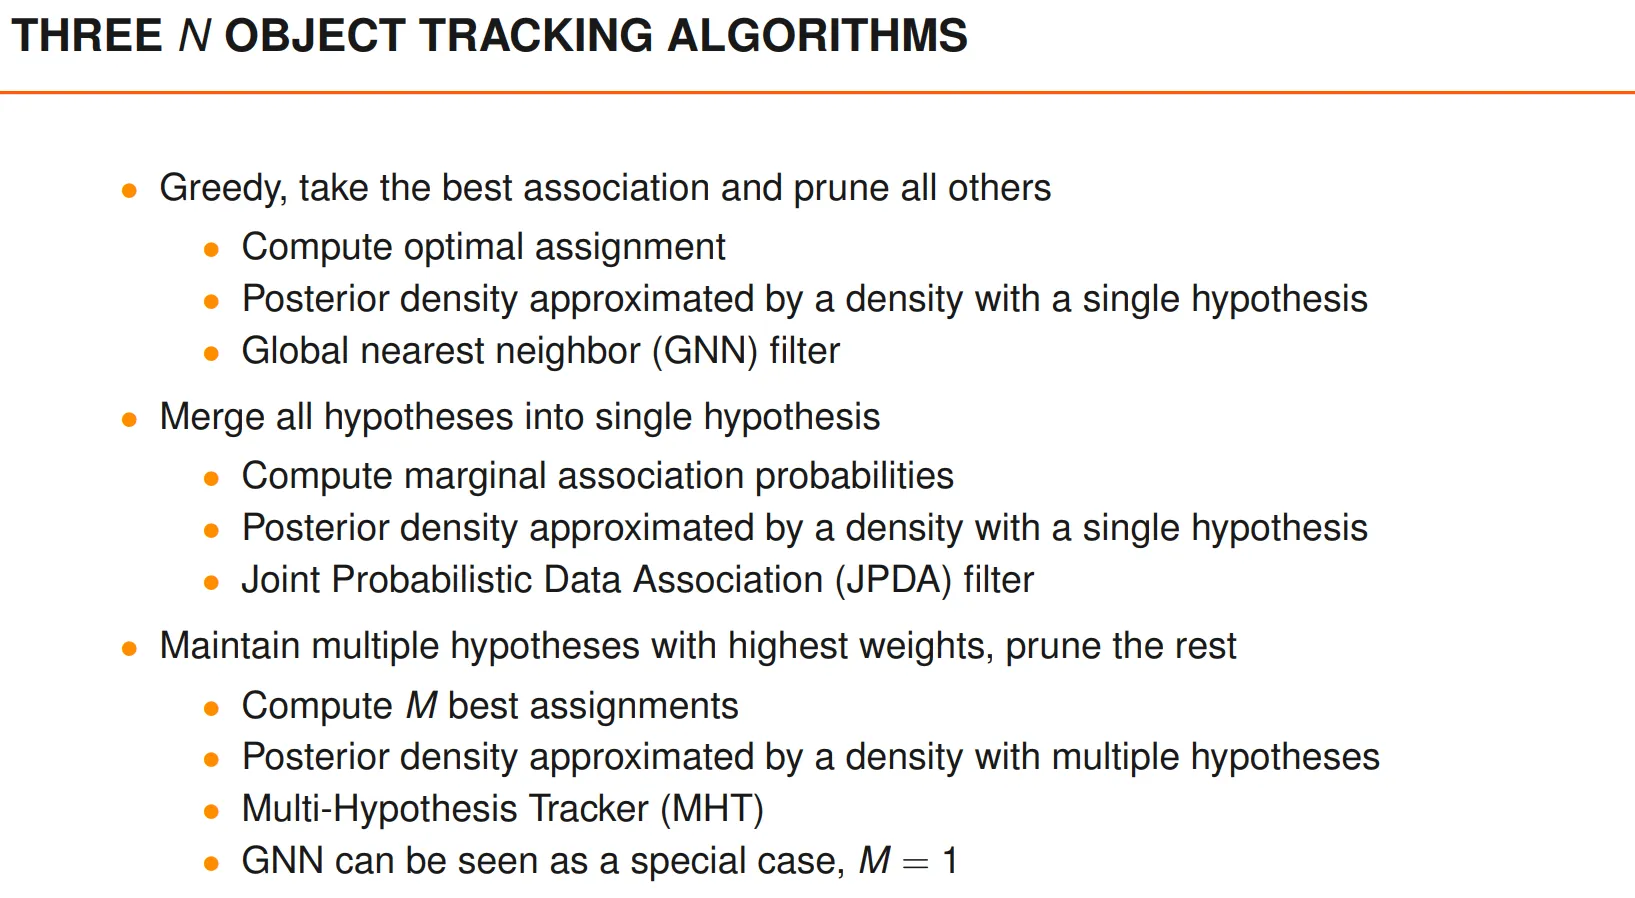 THREE N OBJECT TRACKING ALGORITHMS
Greedy, take the best association and prune all others
Compute optimal assignment
Posterior density approximated by a density with a single hypothesis
Global nearest neighbor (GNN) filter
Merge all hypotheses into single hypothesis
Compute marginal association probabilities
Posterior density approximated by a density with a single hypothesis
Joint Probabilistic Data Association (JPDA) filter
Maintain multiple hypotheses with highest weights, prune the rest
Compute M best assignments
Posterior density approximated by a density with multiple hypotheses
Multi-Hypothesis Tracker (MHT)
GNN can be seen as a special case, M = 1